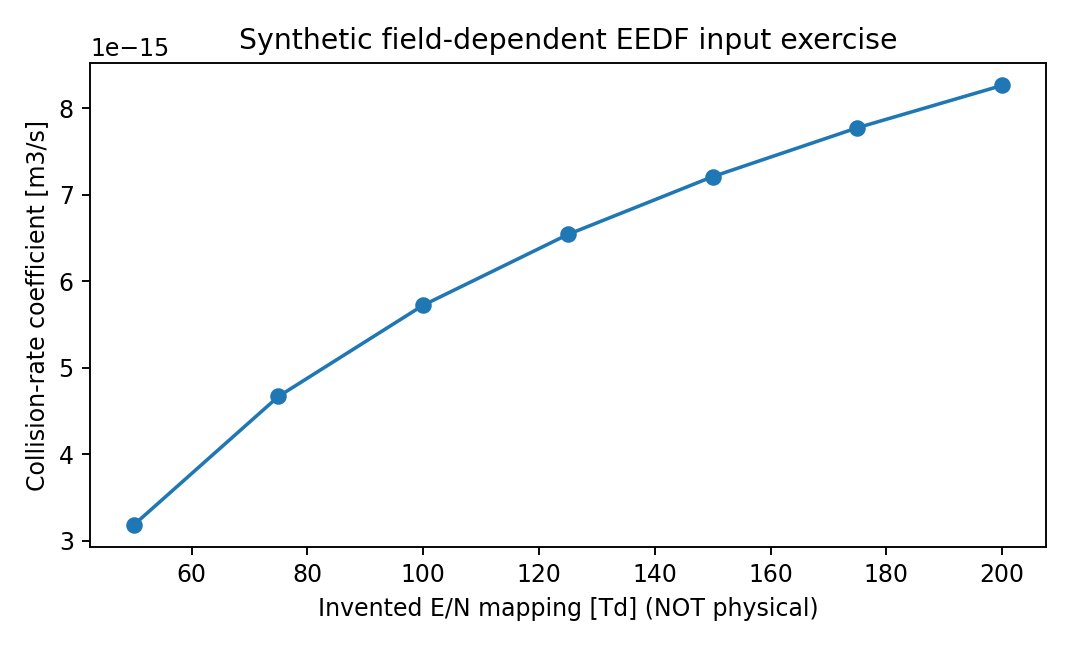 Synthetic field-dependent EEDF input exercise
1e−15
Collision-rate coefficient [m3/s]
8
7
6
5
4
3
60 80 100 120 140 160 180 200
Invented E/N mapping [Td] (NOT physical)